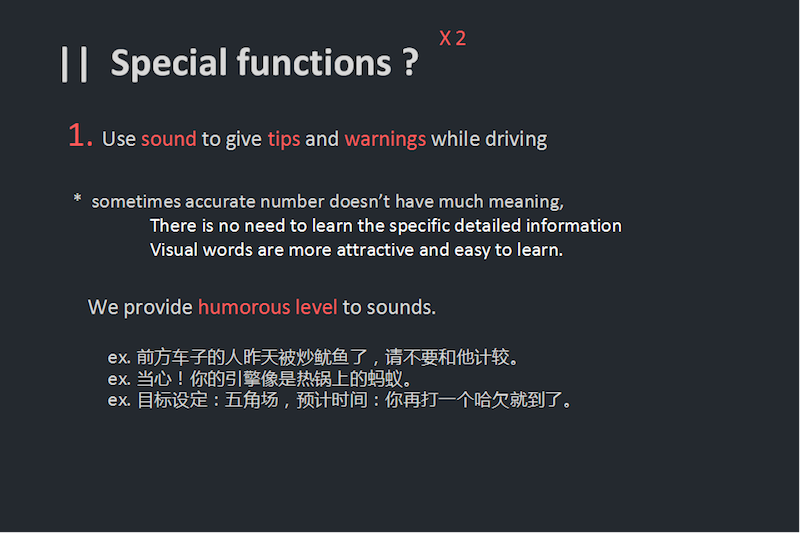 || Special functions ? X 2
1. Use sound to give tips and warnings while driving
* sometimes accurate number doesn’t have much meaning,
There is no need to learn the specific detailed information
Visual words are more attractive and easy to learn.
We provide humorous level to sounds.
ex. 前方车子的人昨天被炒鱿鱼了，请不要和他计较。
ex. 当心！你的引擎像是热锅上的蚂蚁。
ex. 目标设定：五角场，预计时间：你再打一个哈欠就到了。